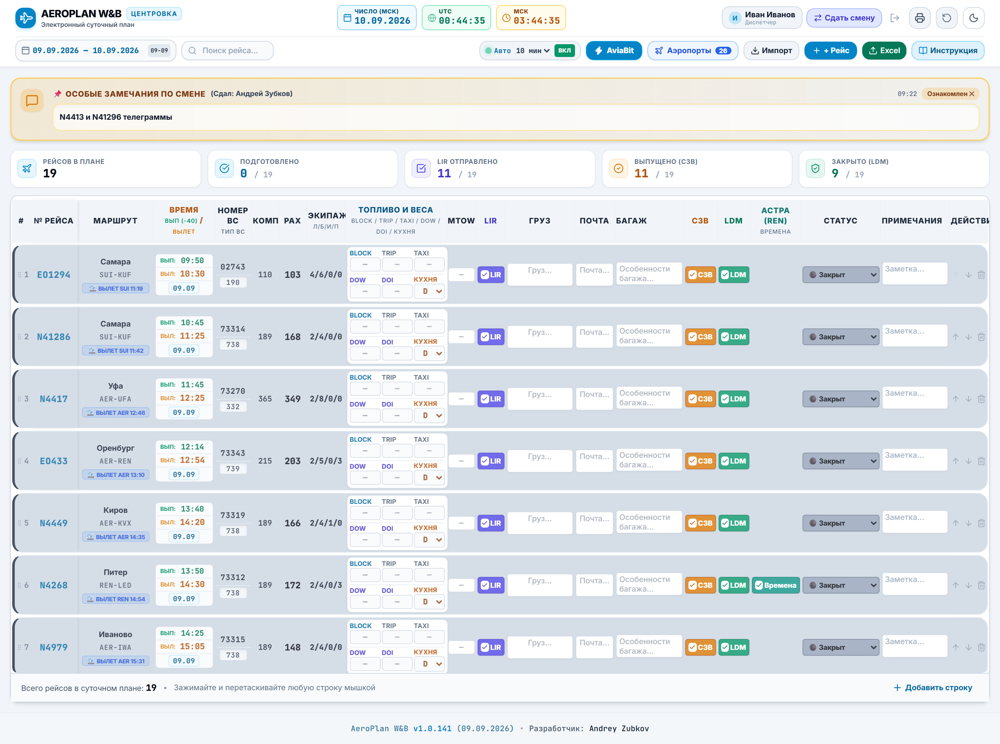 AEROPLAN W&B ЦЕНТРОВКА
Электронный суточный план
ЧИСЛО (МСК)
10.09.2026
UTC
00:44:35
МСК
03:44:35
И
Иван Иванов
Диспетчер
Сдать смену
09.09.2026 — 10.09.2026 09-09
Поиск рейса...
Авто 10 мин ВКЛ
AviaBit
Аэропорты 26
Импорт
+ Рейс
Excel
Инструкция
ОСОБЫЕ ЗАМЕЧАНИЯ ПО СМЕНЕ (Сдал: Андрей Зубков)
09:22 Ознакомлен
N4413 и N41296 телеграммы
РЕЙСОВ В ПЛАНЕ
19
ПОДГОТОВЛЕНО
0 / 19
LIR ОТПРАВЛЕНО
11 / 19
ВЫПУЩЕНО (СЗВ)
11 / 19
ЗАКРЫТО (LDM)
9 / 19
#
№ РЕЙСА
МАРШРУТ
ВРЕМЯ
ВЫП (-40) /
ВЫЛЕТ
НОМЕР
ВС
ТИП ВС
КОМП
PAX
ЭКИПАЖ
Л/Б/И/П
ТОПЛИВО И ВЕСА
BLOCK / TRIP / TAXI / DOW /
DOI / КУХНЯ
MTOW
LIR
ГРУЗ
ПОЧТА
БАГАЖ
СЗВ
LDM
АСТРА
(REN)
ВРЕМЕНА
СТАТУС
ПРИМЕЧАНИЯ
ДЕЙСТВИ
1
EO1294
Самара
SUI-KUF
ВЫЛЕТ SUI 11:19
ВЫП: 09:50
ВЫЛ: 10:30
09.09
02743
190
110
103
4/6/0/0
BLOCK TRIP TAXI
— — —
DOW DOI КУХНЯ
— — D
—
LIR
Груз...
Почта...
Особенности
багажа...
СЗВ
LDM
Закрыт
Заметка...
2
N41286
Самара
SUI-KUF
ВЫЛЕТ SUI 11:42
ВЫП: 10:45
ВЫЛ: 11:25
09.09
73314
738
189
168
2/4/0/0
BLOCK TRIP TAXI
— — —
DOW DOI КУХНЯ
— — D
—
LIR
Груз...
Почта...
Особенности
багажа...
СЗВ
LDM
Закрыт
Заметка...
3
N4417
Уфа
AER-UFA
ВЫЛЕТ AER 12:46
ВЫП: 11:45
ВЫЛ: 12:25
09.09
73270
332
365
349
2/8/0/0
BLOCK TRIP TAXI
— — —
DOW DOI КУХНЯ
— — D
—
LIR
Груз...
Почта...
Особенности
багажа...
СЗВ
LDM
Закрыт
Заметка...
4
EO433
Оренбург
AER-REN
ВЫЛЕТ AER 13:10
ВЫП: 12:14
ВЫЛ: 12:54
09.09
73343
739
215
203
2/5/0/3
BLOCK TRIP TAXI
— — —
DOW DOI КУХНЯ
— — D
—
LIR
Груз...
Почта...
Особенности
багажа...
СЗВ
LDM
Закрыт
Заметка...
5
N4449
Киров
AER-KVX
ВЫЛЕТ AER 14:35
ВЫП: 13:40
ВЫЛ: 14:20
09.09
73319
738
189
166
2/4/1/0
BLOCK TRIP TAXI
— — —
DOW DOI КУХНЯ
— — D
—
LIR
Груз...
Почта...
Особенности
багажа...
СЗВ
LDM
Закрыт
Заметка...
6
N4268
Питер
REN-LED
ВЫЛЕТ REN 14:54
ВЫП: 13:50
ВЫЛ: 14:30
09.09
73312
738
189
172
2/4/0/3
BLOCK TRIP TAXI
— — —
DOW DOI КУХНЯ
— — D
—
LIR
Груз...
Почта...
Особенности
багажа...
СЗВ
LDM
Времена
Закрыт
Заметка...
7
N4979
Иваново
AER-IWA
ВЫЛЕТ AER 15:31
ВЫП: 14:25
ВЫЛ: 15:05
09.09
73315
738
189
148
2/4/0/0
BLOCK TRIP TAXI
— — —
DOW DOI КУХНЯ
— — D
—
LIR
Груз...
Почта...
Особенности
багажа...
СЗВ
LDM
Закрыт
Заметка...
Всего рейсов в суточном плане: 19 • Зажимайте и перетаскивайте любую строку мышкой
Добавить строку
AeroPlan W&B v1.0.141 (09.09.2026) • Разработчик: Andrey Zubkov